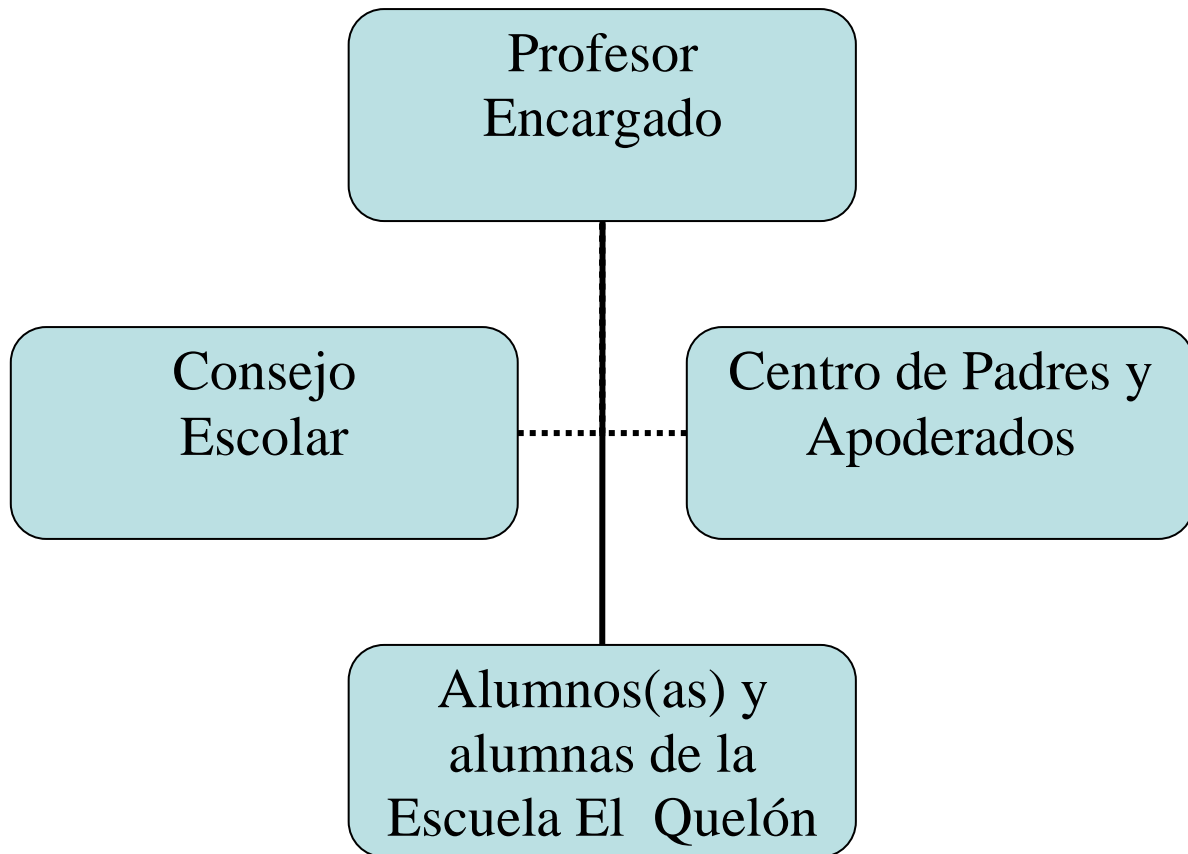 Profesor
Encargado
Consejo
Escolar
Centro de Padres y
Apoderados
Alumnos(as) y
alumnas de la
Escuela El  Quelón